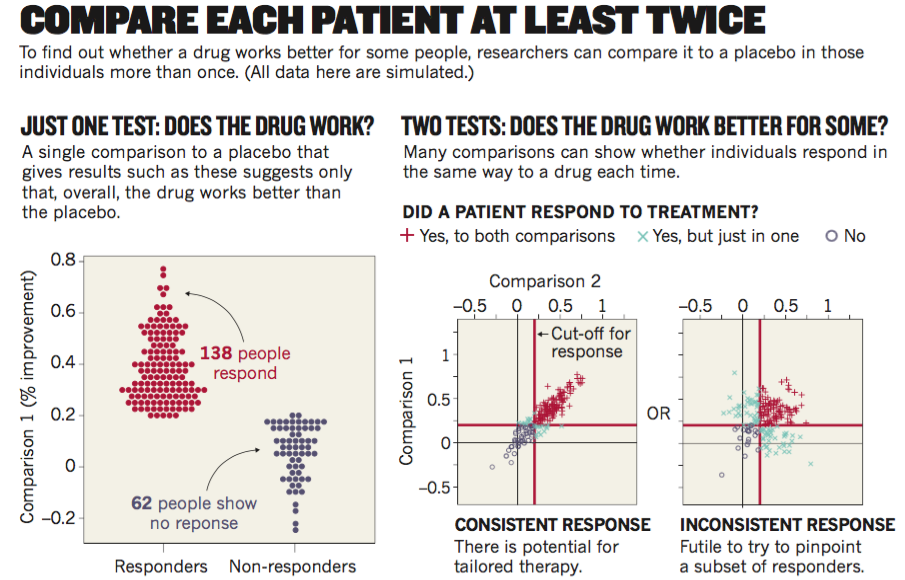 COMPARE EACH PATIENT AT LEAST TWICE
To find out whether a drug works better for some people, researchers can compare it to a placebo in those
individuals more than once. (All data here are simulated.)
JUST ONE TEST: DOES THE DRUG WORK?
A single comparison to a placebo that
gives results such as these suggests only
that, overall, the drug works better than
the placebo.
0.8
0.6
0.4
0.2
0
–0.2
Comparison 1 (% improvement)
138 people
respond
62 people show
no reponse
Responders
Non-responders
TWO TESTS: DOES THE DRUG WORK BETTER FOR SOME?
Many comparisons can show whether individuals respond in
the same way to a drug each time.
DID A PATIENT RESPOND TO TREATMENT?
Yes, to both comparisons
Yes, but just in one
No
Comparison 2
–0.5 0 0.5 1
Comparison 1
1
0.5
0
–0.5
Cut-off for
response
CONSISTENT RESPONSE
There is potential for
tailored therapy.
OR
–0.5 0 0.5 1
INCONSISTENT RESPONSE
Futile to try to pinpoint
a subset of responders.